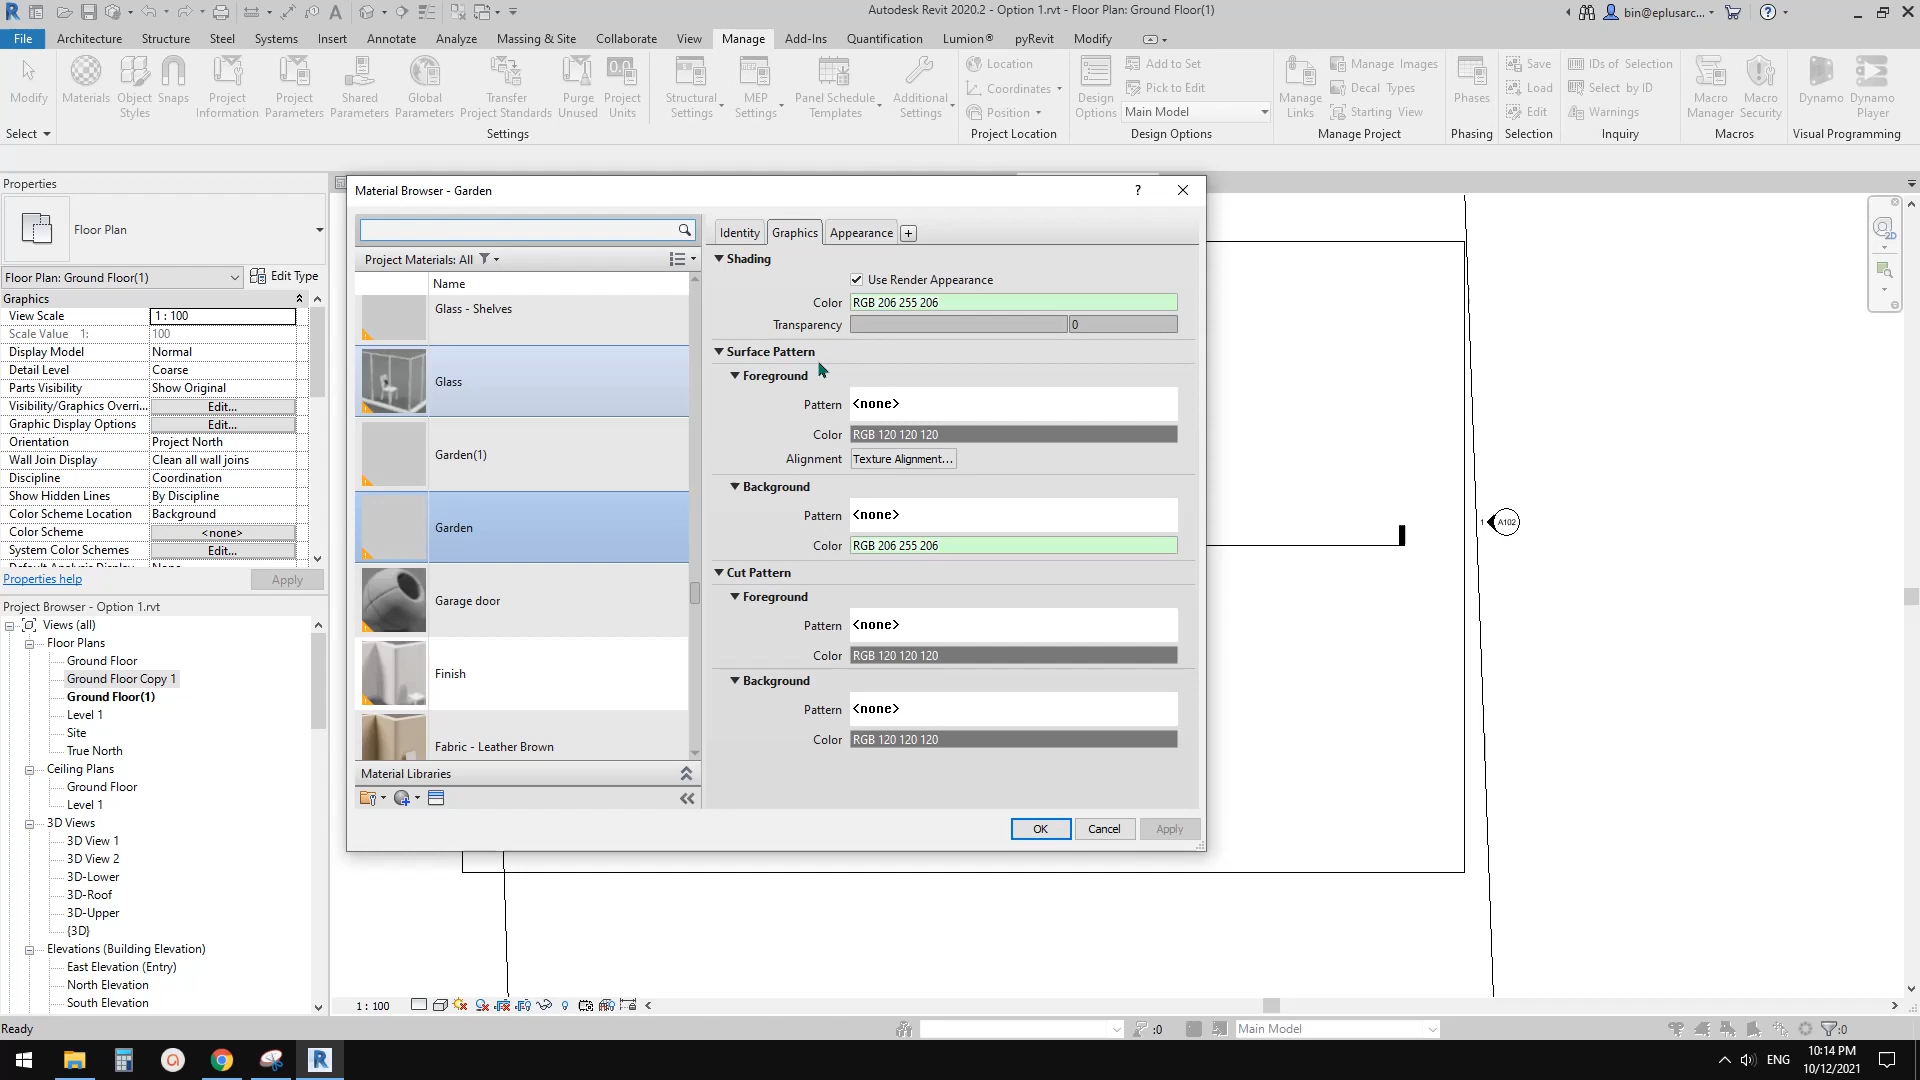 Autodesk Revit 2020.2 - Option 1.rvt - Floor Plan: Ground Floor(1)
bin@eplusarc...
File Architecture Structure Steel Systems Insert Annotate Analyze Massing & Site Collaborate View Manage Add-Ins Quantification Lumion® pyRevit Modify
Modify
Materials
Object Styles
Snaps
Project Information
Project Parameters
Shared Parameters
Global Parameters
Transfer Project Standards
Purge Unused
Project Units
Structural Settings
MEP Settings
Panel Schedule Templates
Additional Settings
Location
Coordinates
Position
Design Options
Add to Set
Pick to Edit
Main Model
Manage Links
Manage Images
Decal Types
Starting View
Phases
Save
Load
Edit
IDs of Selection
Select by ID
Warnings
Macro Manager
Macro Security
Dynamo
Dynamo Player
Select Settings Project Location Design Options Manage Project Phasing Selection Inquiry Macros Visual Programming
Properties
Floor Plan
Floor Plan: Ground Floor(1) Edit Type
Graphics
View Scale 1 : 100
Scale Value 1: 100
Display Model Normal
Detail Level Coarse
Parts Visibility Show Original
Visibility/Graphics Overri... Edit...
Graphic Display Options Edit...
Orientation Project North
Wall Join Display Clean all wall joins
Discipline Coordination
Show Hidden Lines By Discipline
Color Scheme Location Background
Color Scheme <none>
System Color Schemes Edit...
Properties help Apply
Project Browser - Option 1.rvt
Views (all)
Floor Plans
Ground Floor
Ground Floor Copy 1
Ground Floor(1)
Level 1
Site
True North
Ceiling Plans
Ground Floor
Level 1
3D Views
3D View 1
3D View 2
3D-Lower
3D-Roof
3D-Upper
{3D}
Elevations (Building Elevation)
East Elevation (Entry)
North Elevation
South Elevation
Material Browser - Garden
?
Project Materials: All
Name
Glass - Shelves
Glass
Garden(1)
Garden
Garage door
Finish
Fabric - Leather Brown
Material Libraries
Identity Graphics Appearance
Shading
Use Render Appearance
Color RGB 206 255 206
Transparency 0
Surface Pattern
Foreground
Pattern <none>
Color RGB 120 120 120
Alignment Texture Alignment...
Background
Pattern <none>
Color RGB 206 255 206
Cut Pattern
Foreground
Pattern <none>
Color RGB 120 120 120
Background
Pattern <none>
Color RGB 120 120 120
OK Cancel Apply
1 A102
1 : 100
Ready :0 Main Model :0
ENG
10:14 PM
10/12/2021